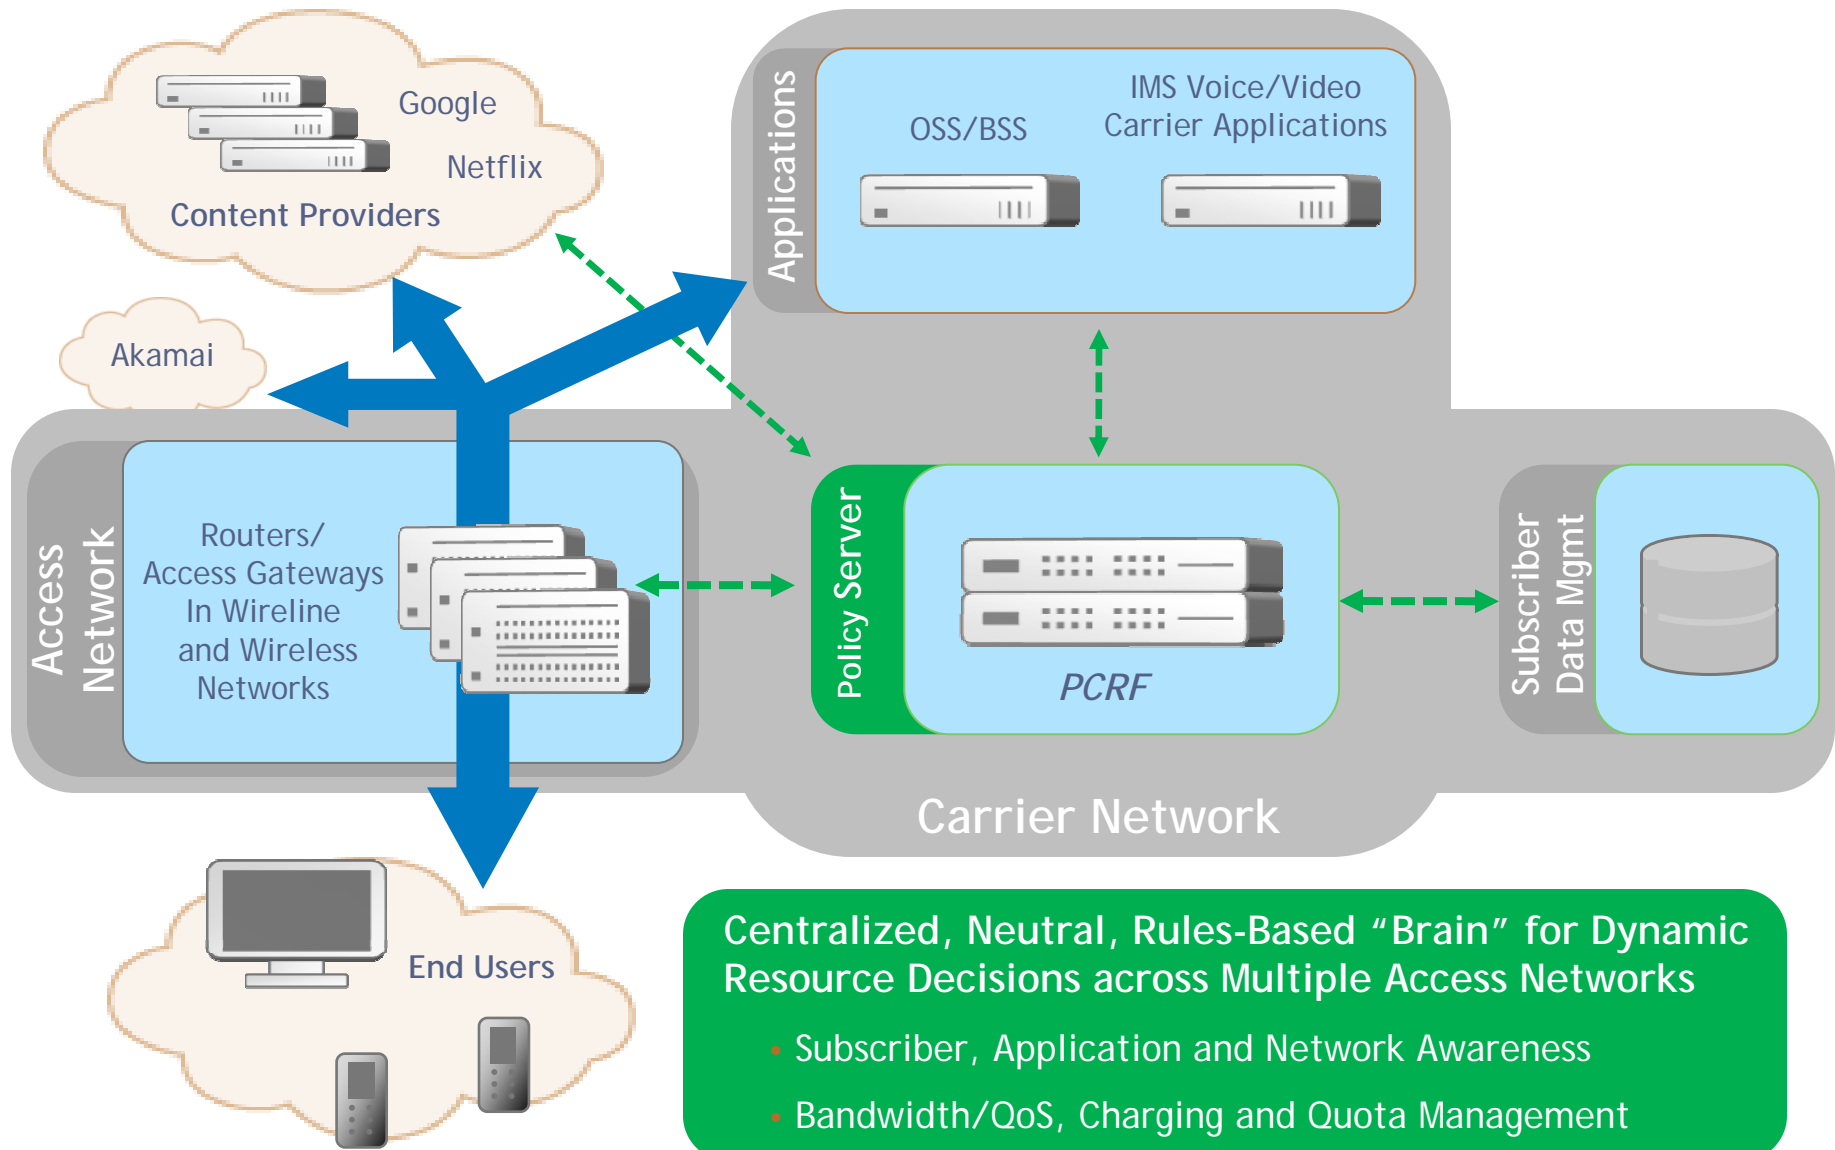 Google
Netflix
Content Providers
Akamai
Applications
OSS/BSS
IMS Voice/Video
Carrier Applications
Access
Network
Routers/
Access Gateways
In Wireline
and Wireless
Networks
Policy Server
PCRF
Subscriber
Data Mgmt
Carrier Network
End Users
Centralized, Neutral, Rules-Based “Brain” for Dynamic
Resource Decisions across Multiple Access Networks
• Subscriber, Application and Network Awareness
• Bandwidth/QoS, Charging and Quota Management